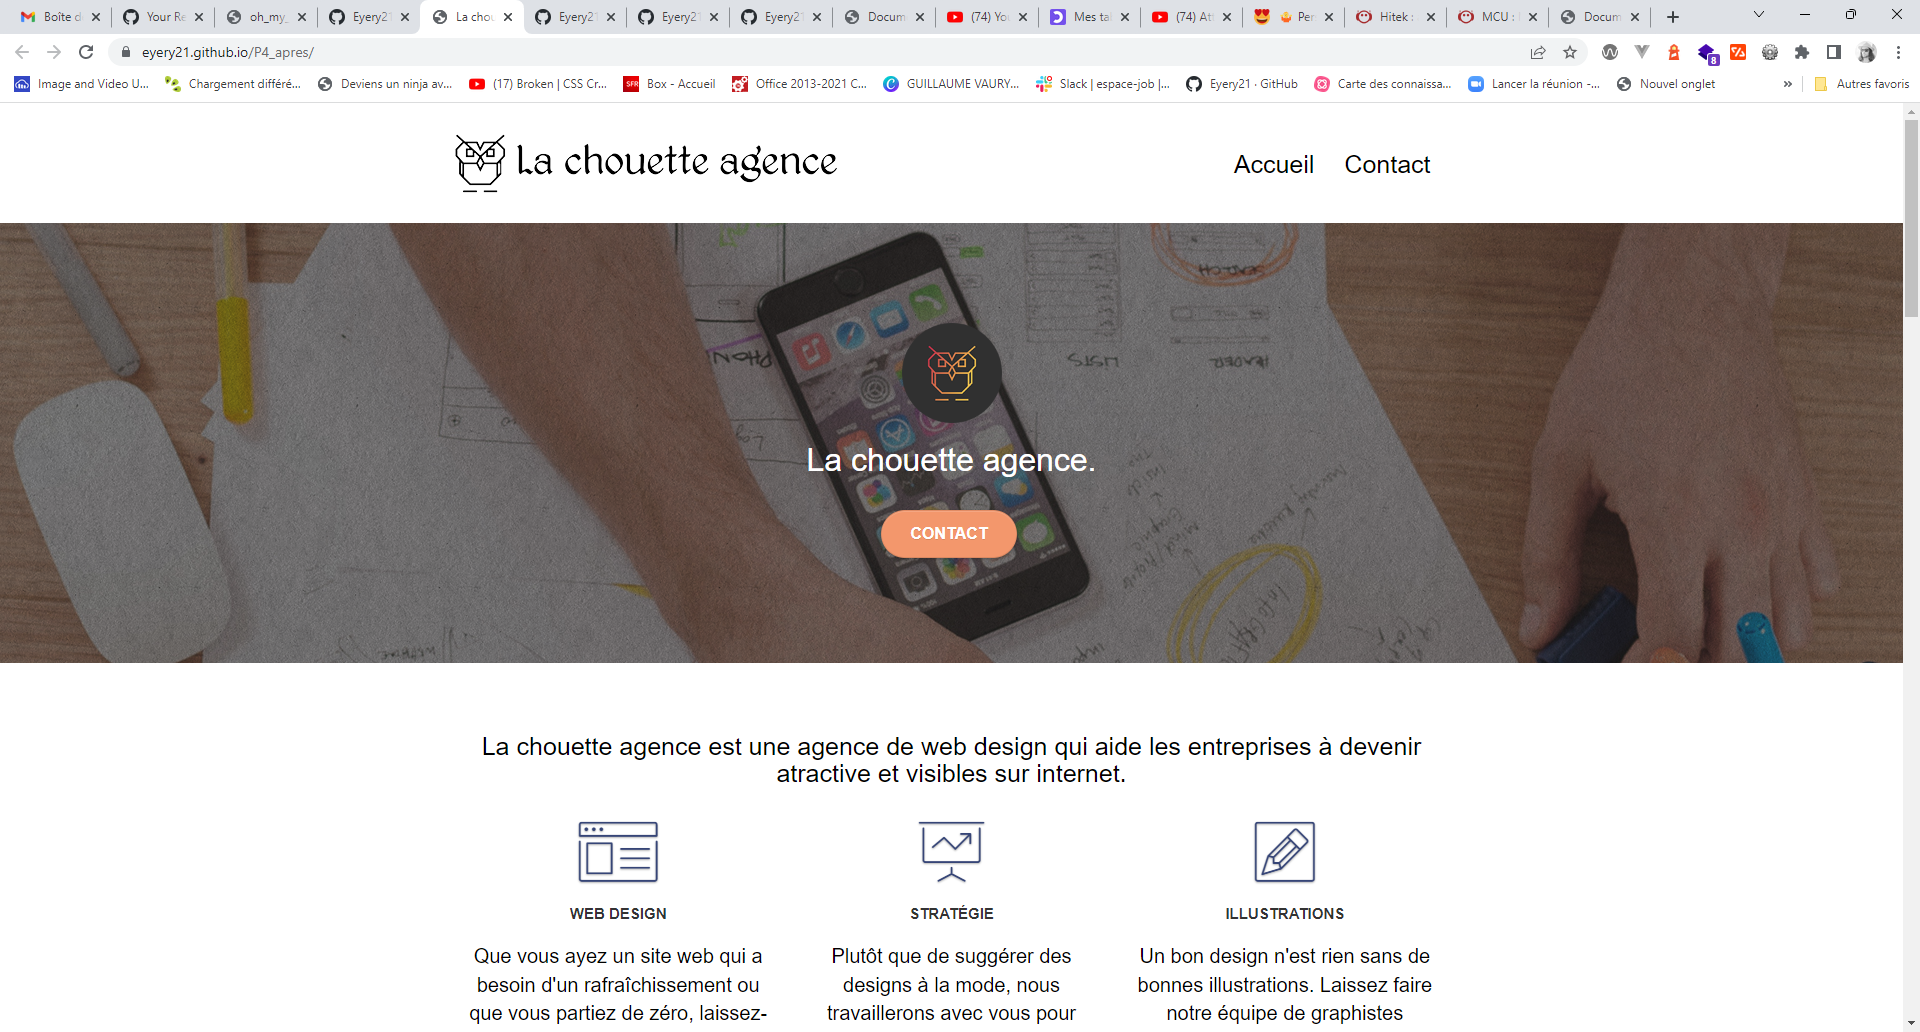 Boîte d
Your Re
oh_my_
Eyery2
La chou
Eyery2
Eyery2
Eyery2
Docum
(74) Yo
Mes ta
(74) At
Per
Hitek :
MCU :
Docum
eyery21.github.io/P4_apres/
8
Image and Video U...
Chargement différé...
Deviens un ninja av...
(17) Broken | CSS Cr...
SFR
Box - Accueil
Office 2013-2021 C...
GUILLAUME VAURY...
Slack | espace-job |...
Eyery21 · GitHub
Carte des connaissa...
Lancer la réunion -...
Nouvel onglet
»
Autres favoris
La chouette agence
Accueil
Contact
SEARCH
PHON
LISTS
HEADER
La chouette agence.
CONTACT
La chouette agence est une agence de web design qui aide les entreprises à devenir
atractive et visibles sur internet.
WEB DESIGN
STRATÉGIE
ILLUSTRATIONS
Que vous ayez un site web qui a
besoin d'un rafraîchissement ou
que vous partiez de zéro, laissez-
Plutôt que de suggérer des
designs à la mode, nous
travaillerons avec vous pour
Un bon design n'est rien sans de
bonnes illustrations. Laissez faire
notre équipe de graphistes